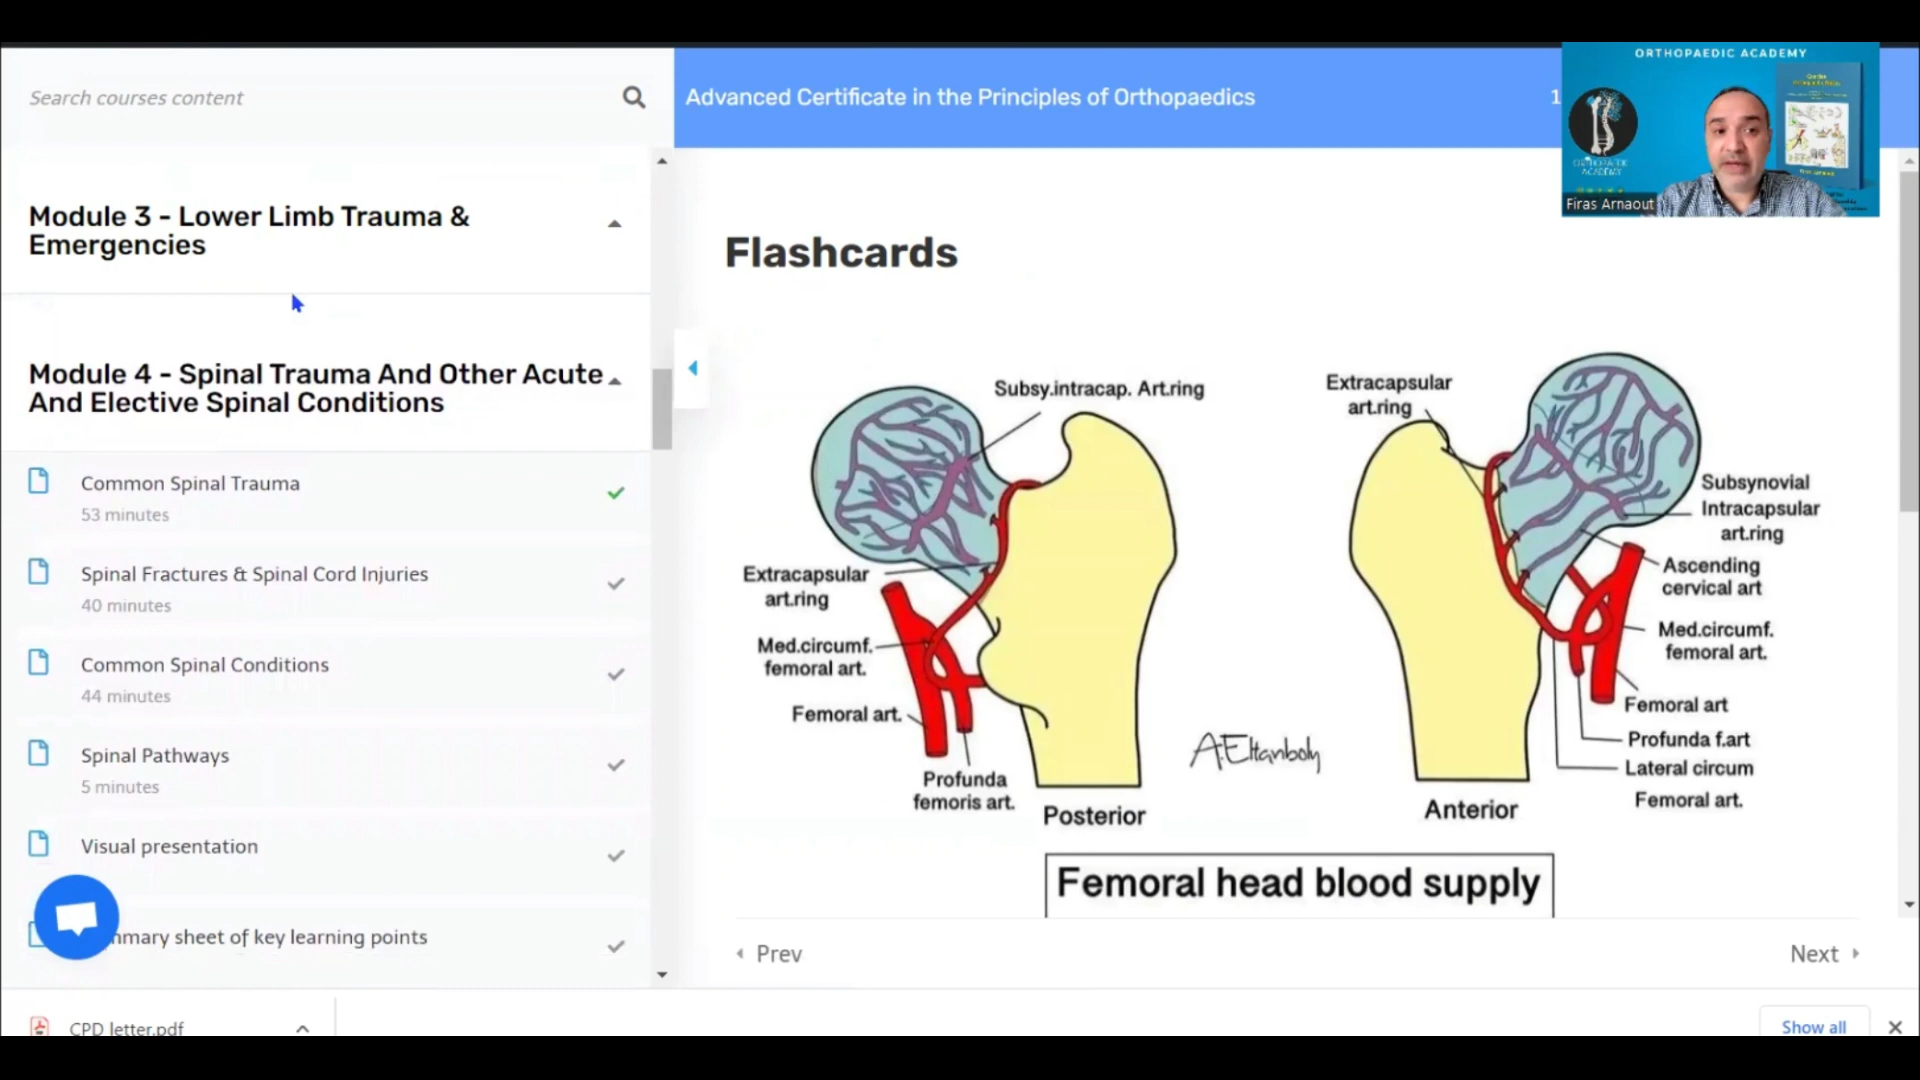 Search courses content
Advanced Certificate in the Principles of Orthopaedics
1
ORTHOPAEDIC ACADEMY
ORTHOPAEDIC
ACADEMY
Firas Arnaout
Module 3 - Lower Limb Trauma &
Emergencies
Module 4 - Spinal Trauma And Other Acute
And Elective Spinal Conditions
Common Spinal Trauma
53 minutes
Spinal Fractures & Spinal Cord Injuries
40 minutes
Common Spinal Conditions
44 minutes
Spinal Pathways
5 minutes
Visual presentation
sheet of key learning points
CPD letter.pdf
Flashcards
Subsy.intracap. Art.ring
Extracapsular
art.ring
Med.circumf.
femoral art.
Femoral art.
Profunda
femoris art.
Posterior
A.Eltanboly
Extracapsular
art.ring
Subsynovial
Intracapsular
art.ring
Ascending
cervical art
Med.circumf.
femoral art.
Femoral art
Profunda f.art
Lateral circum
Femoral art.
Anterior
Femoral head blood supply
Prev
Next
Show all